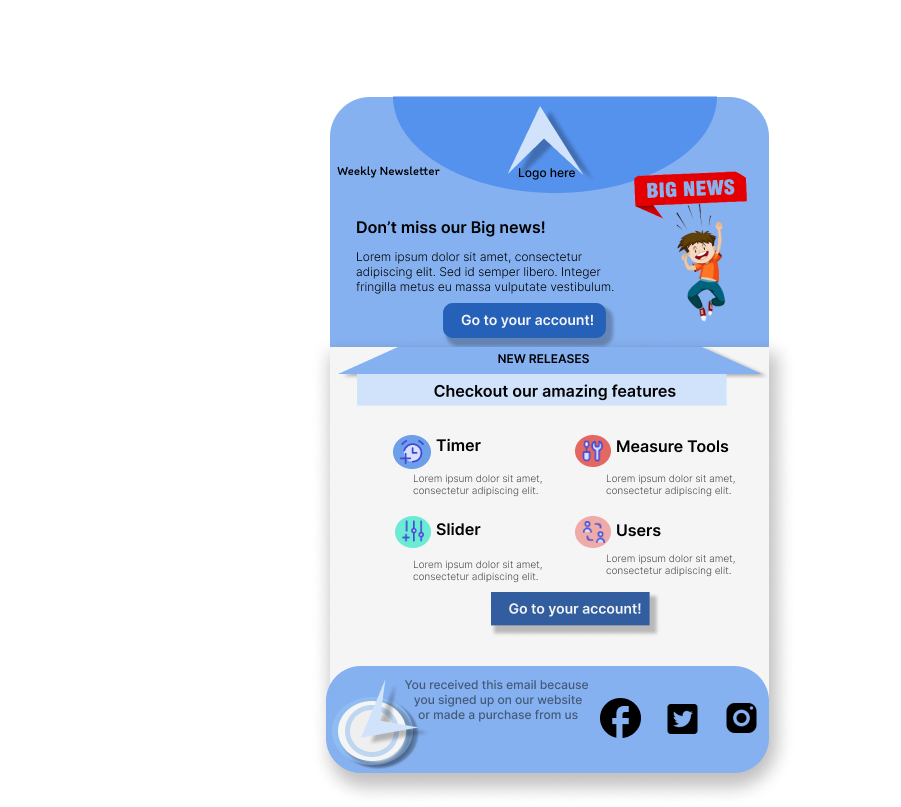 Weekly Newsletter
Logo here
BIG NEWS
Don’t miss our Big news!
Lorem ipsum dolor sit amet, consectetur
adipiscing elit. Sed id semper libero. Integer
fringilla metus eu massa vulputate vestibulum.
Go to your account!
NEW RELEASES
Checkout our amazing features
Timer
Lorem ipsum dolor sit amet,
consectetur adipiscing elit.
Measure Tools
Lorem ipsum dolor sit amet,
consectetur adipiscing elit.
Slider
Lorem ipsum dolor sit amet,
consectetur adipiscing elit.
Users
Lorem ipsum dolor sit amet,
consectetur adipiscing elit.
Go to your account!
You received this email because
you signed up on our website
or made a purchase from us